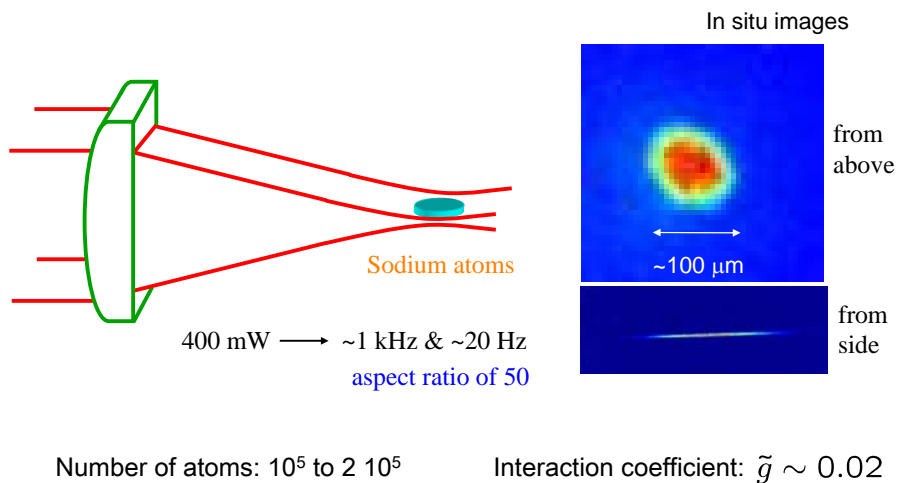 In situ images
from
above
~100 μm
Sodium atoms
from
side
400 mW ⟶ ~1 kHz & ~20 Hz
aspect ratio of 50
Number of atoms: 10⁵ to 2 10⁵
Interaction coefficient: g̃ ∼ 0.02